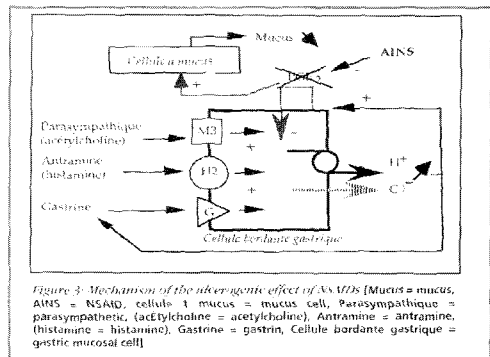 Mucus
AINS
Cellule a mucus
+
+
Parasympathique
(acétylcholine)
M3
-
+
Antramine
(histamine)
H2
H+
+
Gastrine
G
Cellule bordante gastrique
Figure 3: Mechanism of the ulcerogenic effect of NSAIDs [Mucus = mucus,
AINS = NSAID, cellule t mucus = mucus cell, Parasympathique =
parasympathetic, (acÉtylcholine = acetylcholine), Antramine = antramine,
(histamine = histamine), Gastrine = gastrin, Cellule bordante gastrique =
gastric mucosal cell]